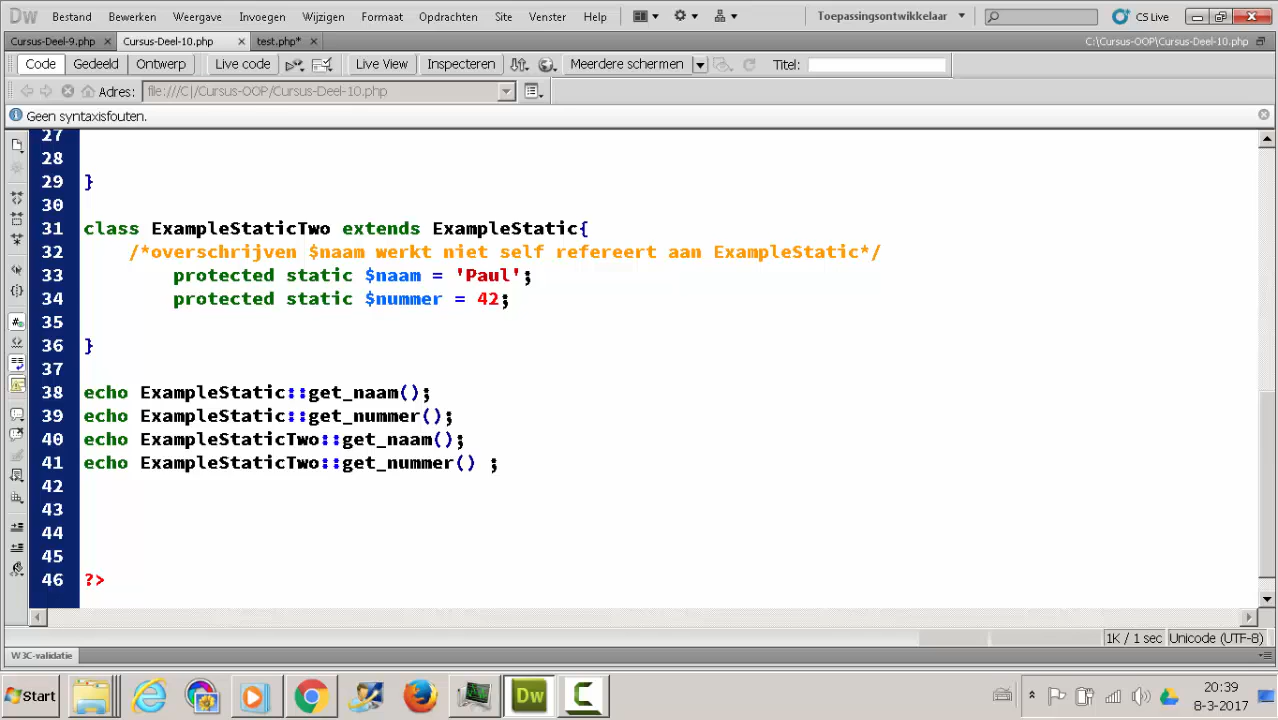 Dw Bestand Bewerken Weergave Invoegen Wijzigen Formaat Opdrachten Site Venster Help Toepassingsontwikkelaar CS Live
Cursus-Deel-9.php Cursus-Deel-10.php test.php* C:\Cursus-OOP\Cursus-Deel-10.php
Code Gedeeld Ontwerp Live code Live View Inspecteren Meerdere schermen Titel:
Adres: file:///C|/Cursus-OOP/Cursus-Deel-10.php
Geen syntaxisfouten.
27
28
29 }
30
31 class ExampleStaticTwo extends ExampleStatic{
32 /*overschrijven $naam werkt niet self refereert aan ExampleStatic*/
33 protected static $naam = 'Paul';
34 protected static $nummer = 42;
35
36 }
37
38 echo ExampleStatic::get_naam();
39 echo ExampleStatic::get_nummer();
40 echo ExampleStaticTwo::get_naam();
41 echo ExampleStaticTwo::get_nummer() ;
42
43
44
45
46 ?>
1K / 1 sec Unicode (UTF-8)
W3C-validatie
Start Dw C 20:39
8-3-2017